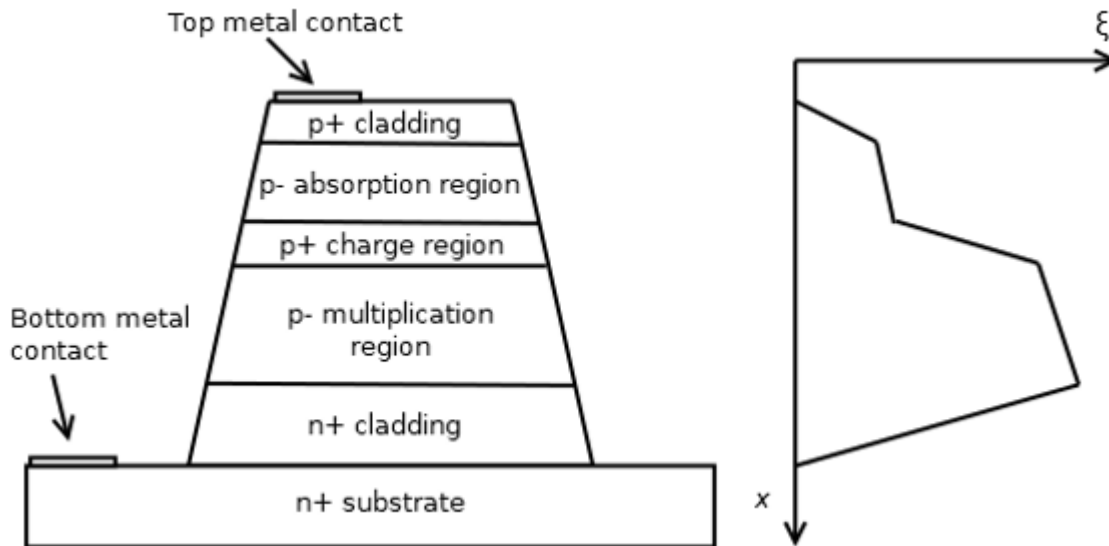 Top metal contact
ξ
p+ cladding
p- absorption region
p+ charge region
Bottom metal
contact
p- multiplication
region
n+ cladding
n+ substrate
x